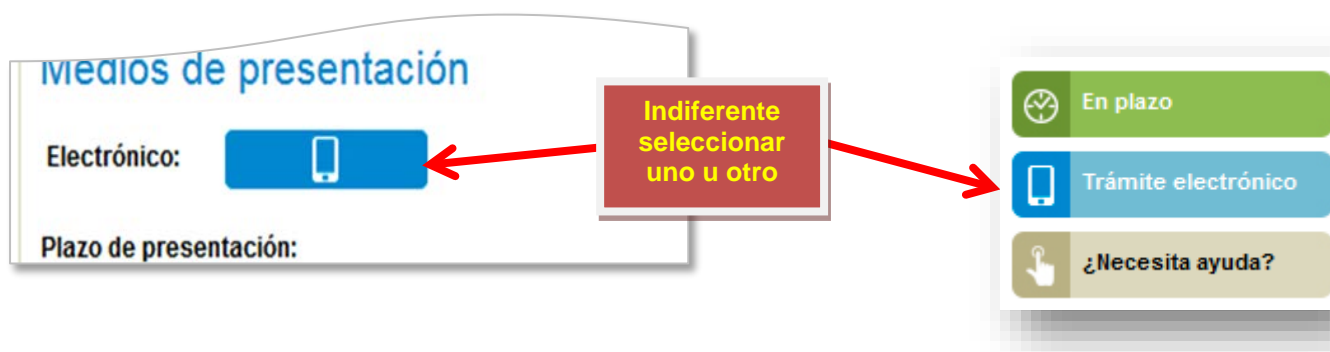 Medios de presentación
Electrónico:
Plazo de presentación:
Indiferente
seleccionar
uno u otro
En plazo
Trámite electrónico
¿Necesita ayuda?